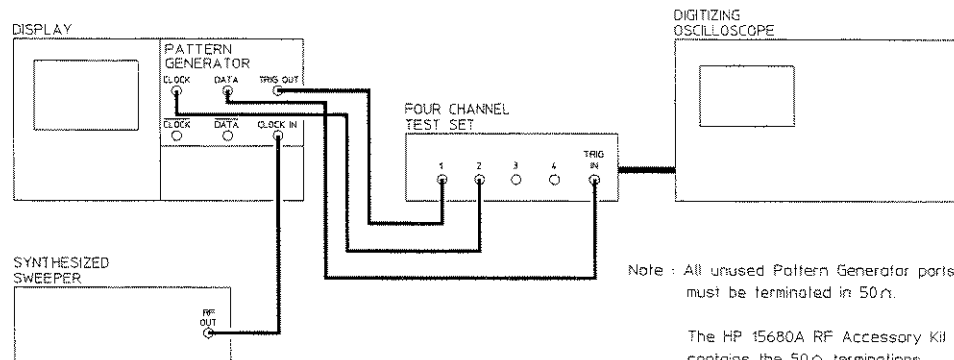 DISPLAY
PATTERN
GENERATOR
CLOCK DATA TRIG OUT
CLOCK DATA CLOCK IN
FOUR CHANNEL
TEST SET
1 2 3 4 TRIG
IN
DIGITIZING
OSCILLOSCOPE
SYNTHESIZED
SWEEPER
RF
OUT
Note : All unused Pattern Generator ports
must be terminated in 50Ω.
The HP 15680A RF Accessory Kit
contains the 50Ω terminations